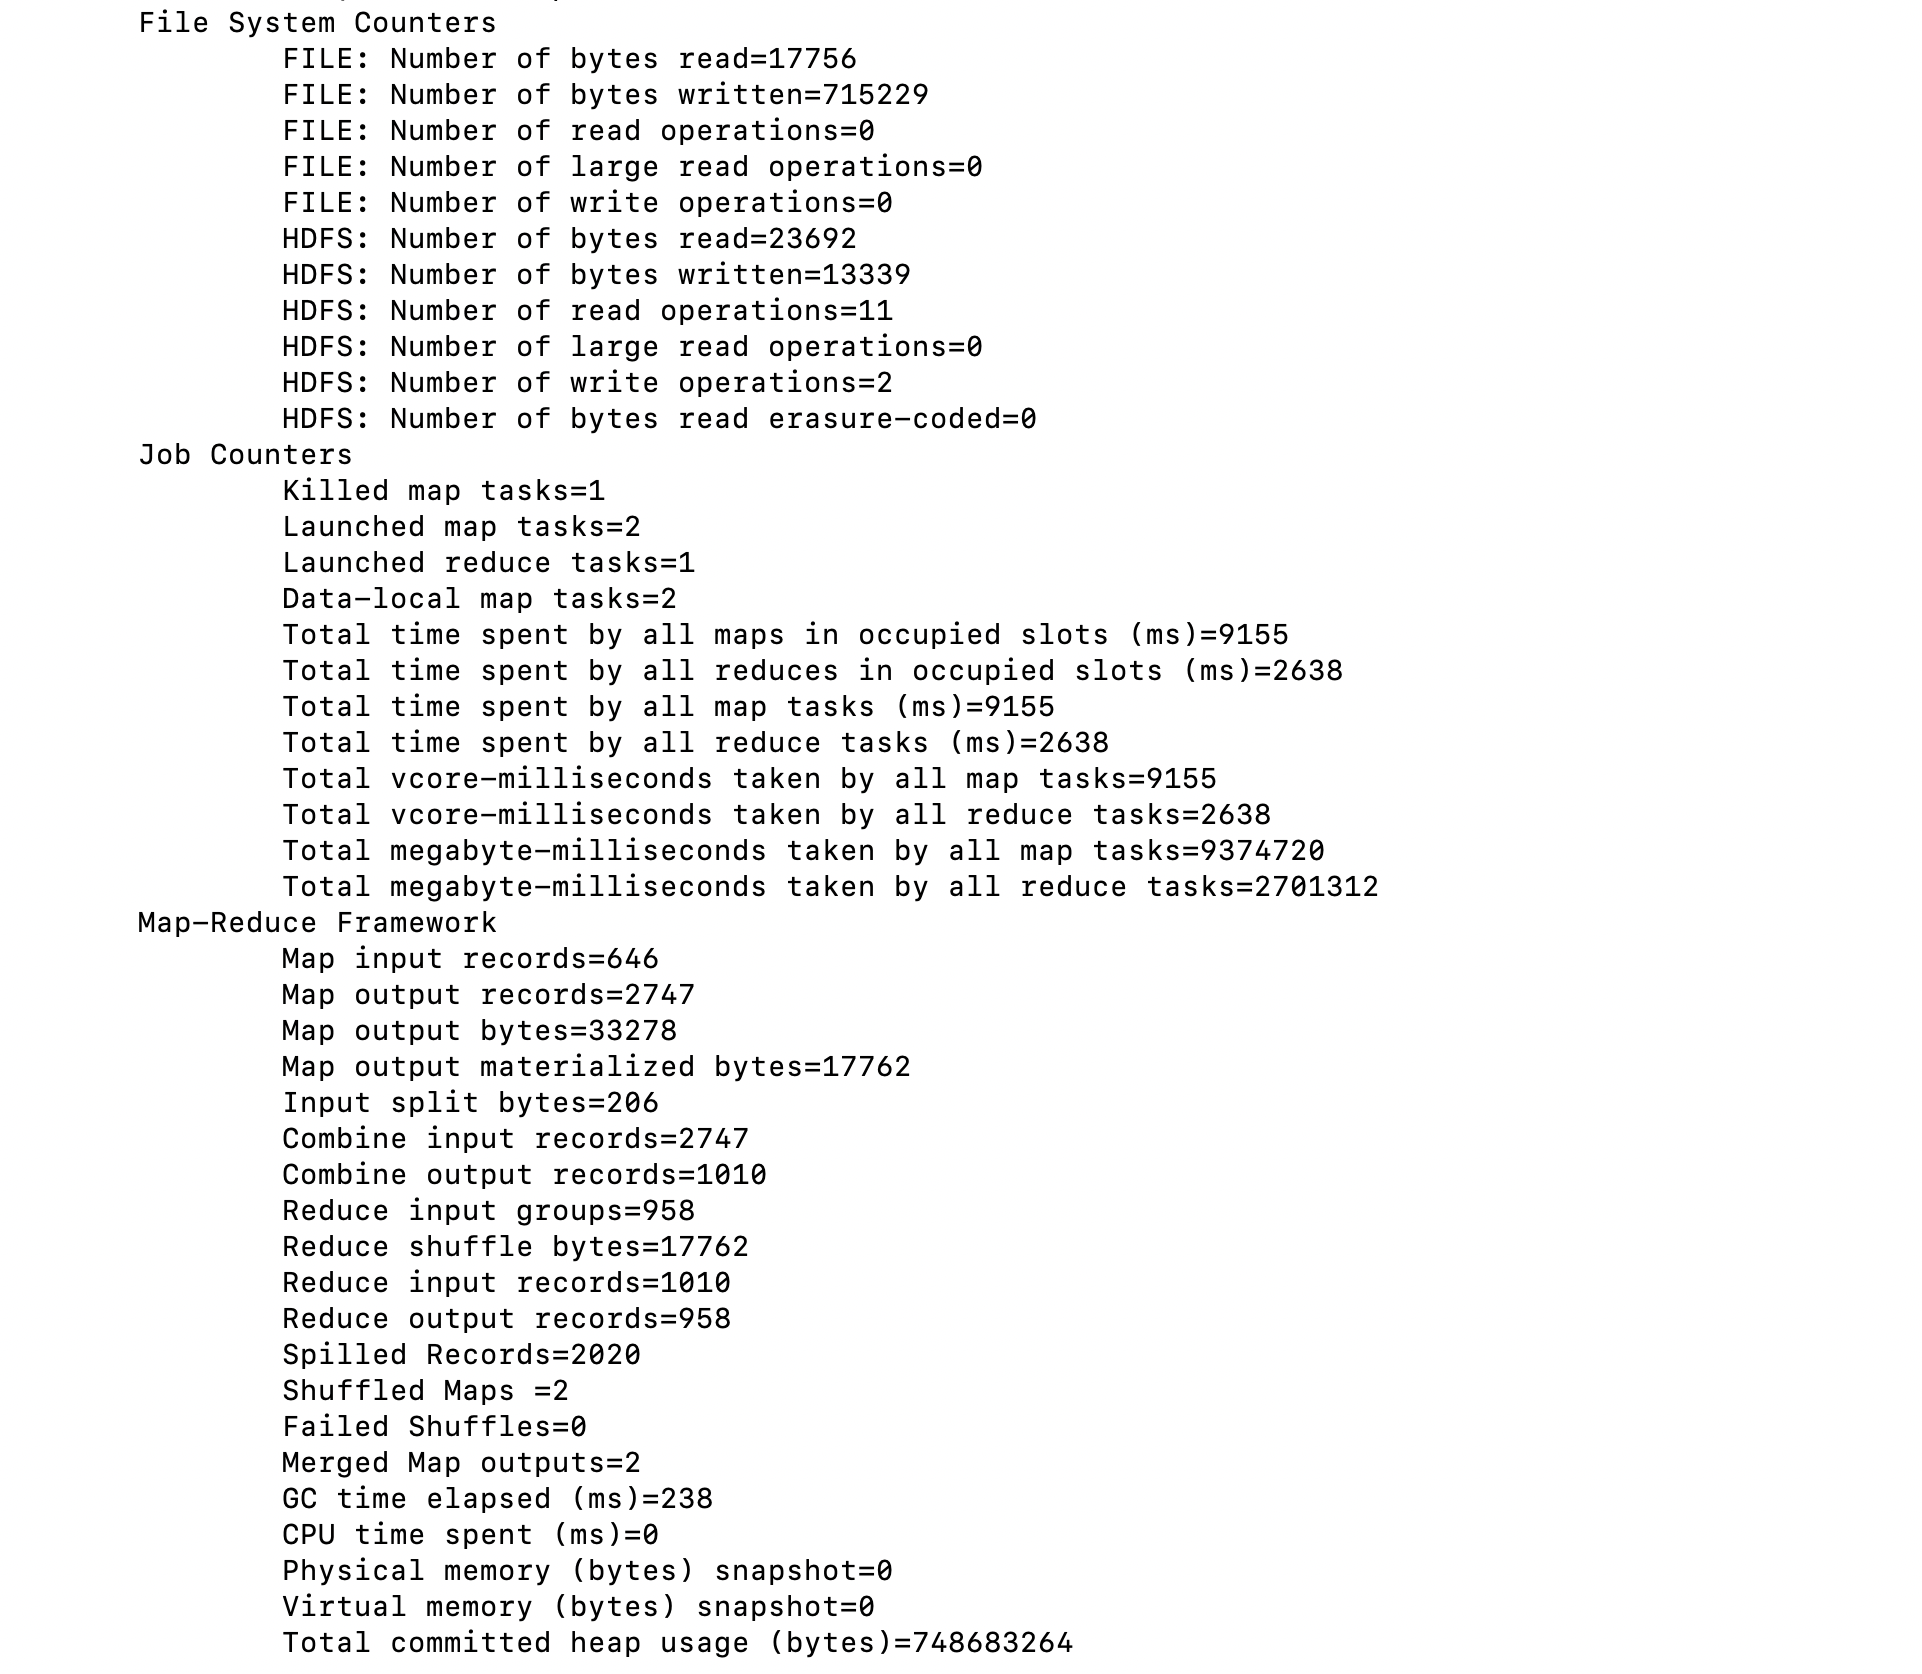 File System Counters
FILE: Number of bytes read=17756
FILE: Number of bytes written=715229
FILE: Number of read operations=0
FILE: Number of large read operations=0
FILE: Number of write operations=0
HDFS: Number of bytes read=23692
HDFS: Number of bytes written=13339
HDFS: Number of read operations=11
HDFS: Number of large read operations=0
HDFS: Number of write operations=2
HDFS: Number of bytes read erasure-coded=0
Job Counters
Killed map tasks=1
Launched map tasks=2
Launched reduce tasks=1
Data-local map tasks=2
Total time spent by all maps in occupied slots (ms)=9155
Total time spent by all reduces in occupied slots (ms)=2638
Total time spent by all map tasks (ms)=9155
Total time spent by all reduce tasks (ms)=2638
Total vcore-milliseconds taken by all map tasks=9155
Total vcore-milliseconds taken by all reduce tasks=2638
Total megabyte-milliseconds taken by all map tasks=9374720
Total megabyte-milliseconds taken by all reduce tasks=2701312
Map-Reduce Framework
Map input records=646
Map output records=2747
Map output bytes=33278
Map output materialized bytes=17762
Input split bytes=206
Combine input records=2747
Combine output records=1010
Reduce input groups=958
Reduce shuffle bytes=17762
Reduce input records=1010
Reduce output records=958
Spilled Records=2020
Shuffled Maps =2
Failed Shuffles=0
Merged Map outputs=2
GC time elapsed (ms)=238
CPU time spent (ms)=0
Physical memory (bytes) snapshot=0
Virtual memory (bytes) snapshot=0
Total committed heap usage (bytes)=748683264